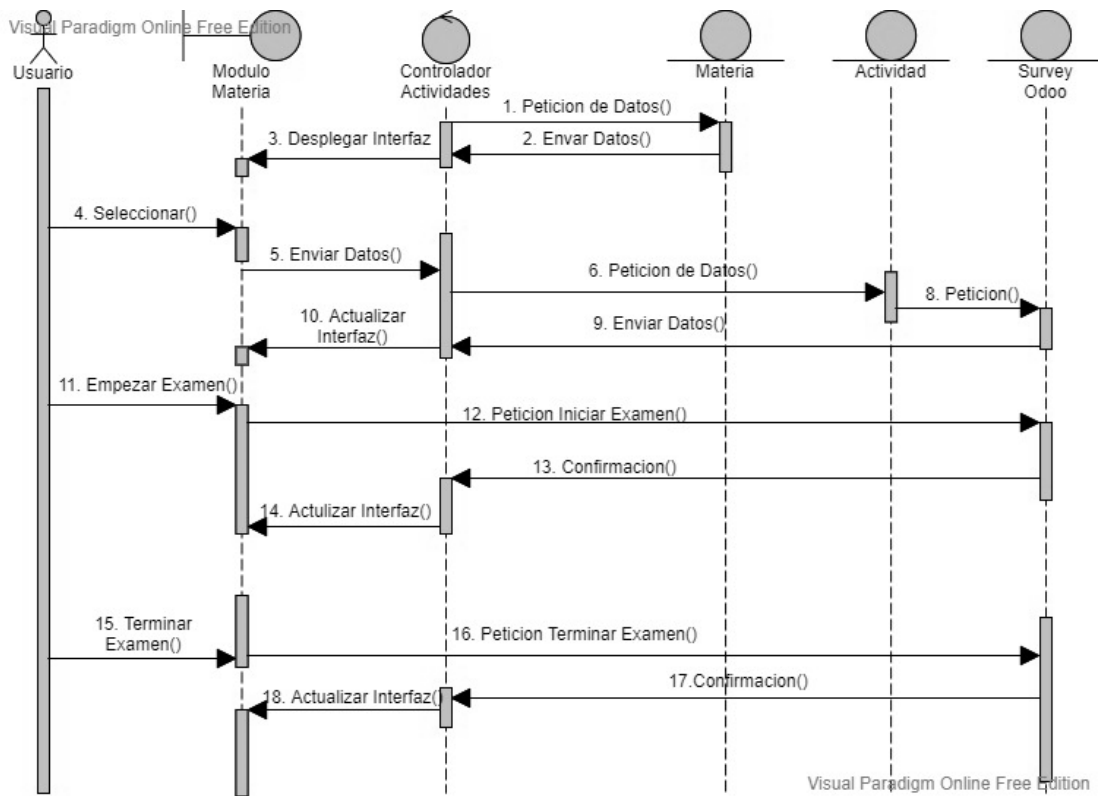 Visual Paradigm Online Free Edition
Usuario
Modulo
Materia
Controlador
Actividades
Materia
Actividad
Survey
Odoo
1. Peticion de Datos()
3. Desplegar Interfaz
2. Envar Datos()
4. Seleccionar()
5. Enviar Datos()
6. Peticion de Datos()
8. Peticion()
10. Actualizar
Interfaz()
9. Enviar Datos()
11. Empezar Examen()
12. Peticion Iniciar Examen()
13. Confirmacion()
14. Actulizar Interfaz()
15. Terminar
Examen()
16. Peticion Terminar Examen()
17.Confirmacion()
18. Actualizar Interfaz()
Visual Paradigm Online Free Edition